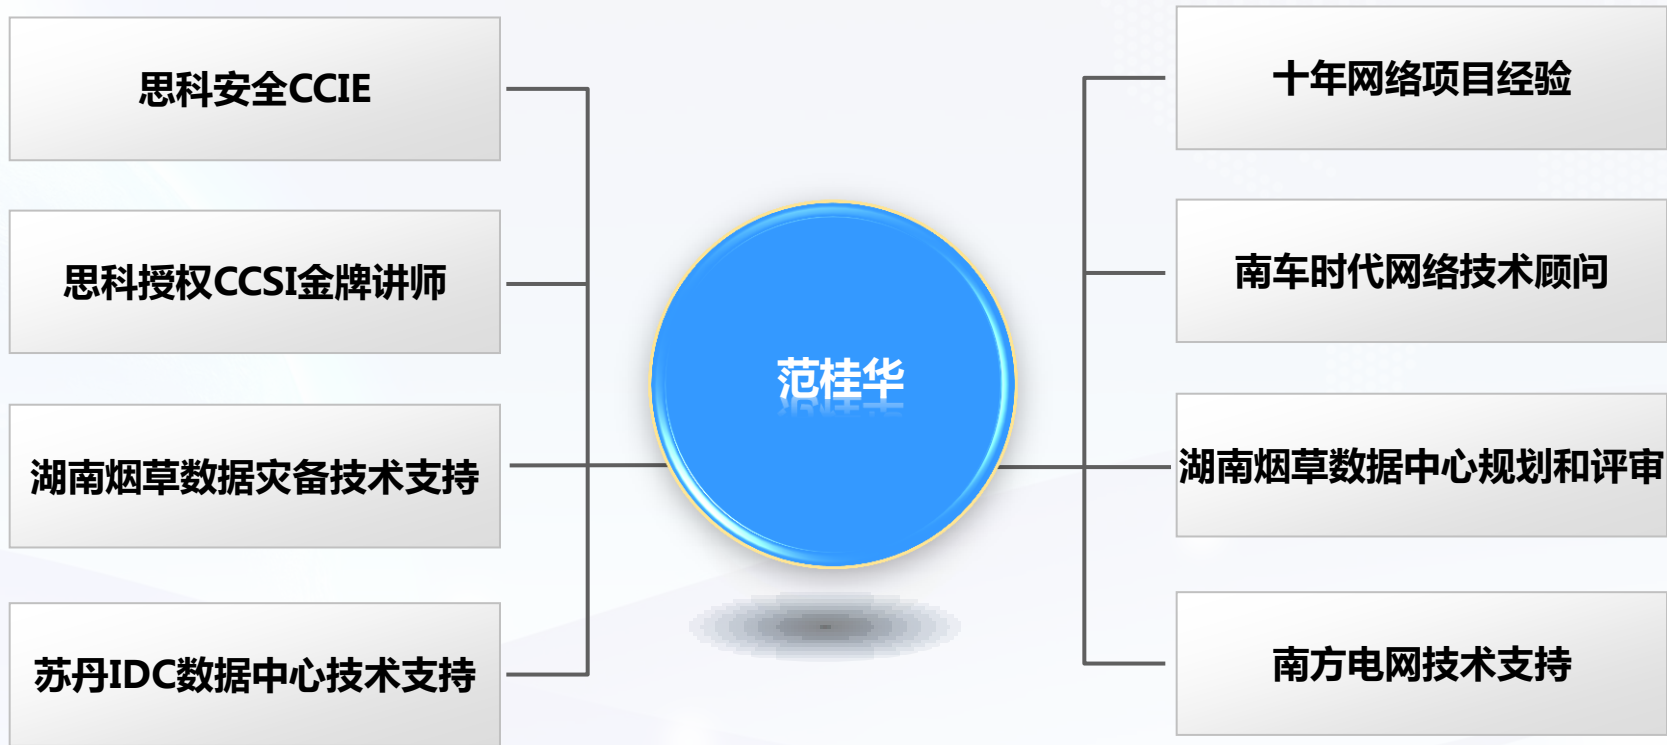 思科安全CCIE
思科授权CCSI金牌讲师
湖南烟草数据灾备技术支持
苏丹IDC数据中心技术支持
范桂华
十年网络项目经验
南车时代网络技术顾问
湖南烟草数据中心规划和评审
南方电网技术支持